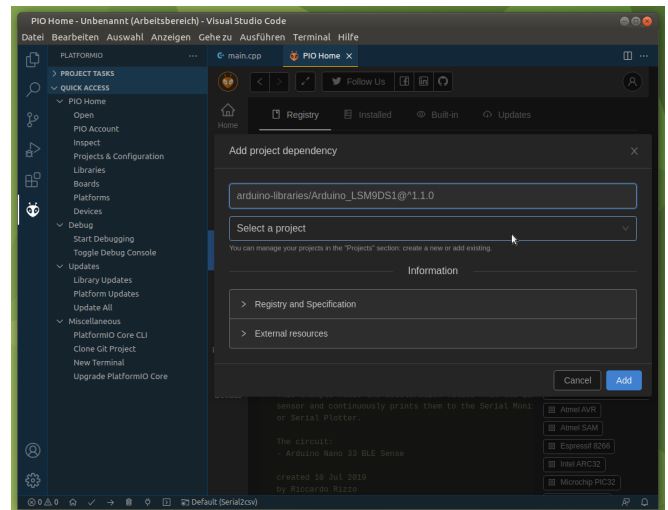 PIO Home - Unbenannt (Arbeitsbereich) - Visual Studio Code
Datei Bearbeiten Auswahl Anzeigen Gehe zu Ausführen Terminal Hilfe
PLATFORMIO
main.cpp
PIO Home
PROJECT TASKS
QUICK ACCESS
PIO Home
Open
PIO Account
Inspect
Projects & Configuration
Libraries
Boards
Platforms
Devices
Debug
Start Debugging
Toggle Debug Console
Updates
Library Updates
Platform Updates
Update All
Miscellaneous
PlatformIO Core CLI
Clone Git Project
New Terminal
Upgrade PlatformIO Core
Follow Us
Home
Registry
Installed
Built-in
Updates
Add project dependency
arduino-libraries/Arduino_LSM9DS1@^1.1.0
Select a project
You can manage your projects in the "Projects" section: create a new or add existing.
Information
Registry and Specification
External resources
Cancel
Add
sensor and continuously prints them to the Serial Moni
or Serial Plotter.
The circuit:
- Arduino Nano 33 BLE Sense
created 10 Jul 2019
by Riccardo Rizzo
Atmel AVR
Atmel SAM
Espressif 8266
Intel ARC32
Microchip PIC32
0 0
Default (Serial2csv)